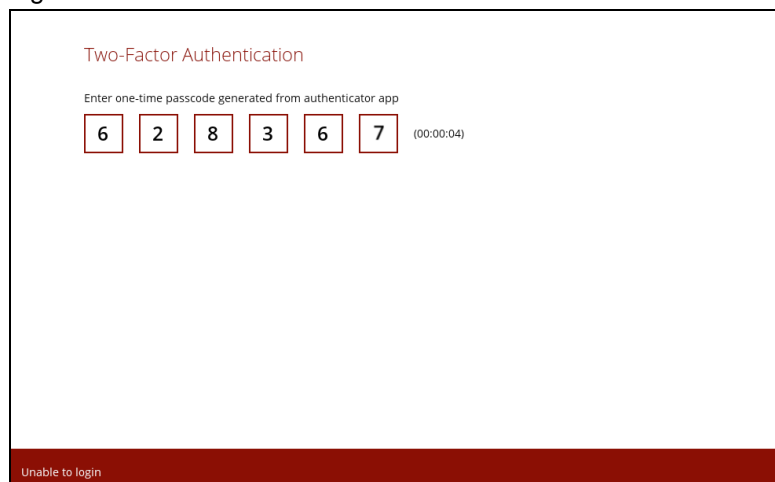 Two-Factor Authentication
Enter one-time passcode generated from authenticator app
6 2 8 3 6 7 (00:00:04)
Unable to login